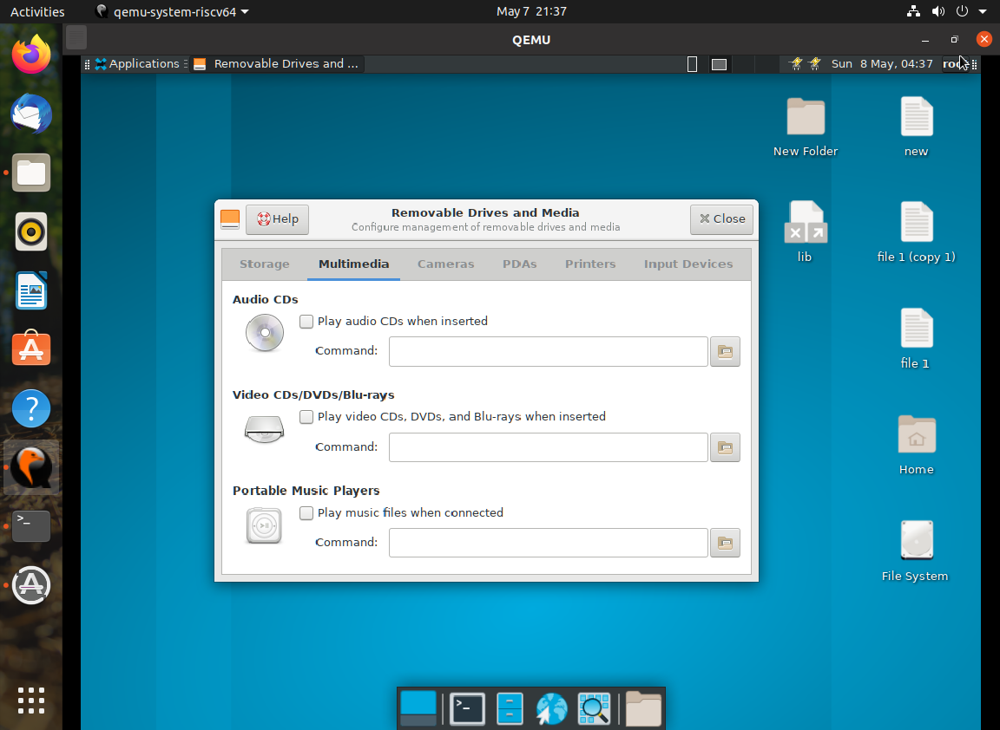 Activities
qemu-system-riscv64
May 7 21:37
QEMU
Applications
Removable Drives and ...
Sun 8 May, 04:37
New Folder
new
lib
file 1 (copy 1)
file 1
Home
File System
Help
Removable Drives and Media
Configure management of removable drives and media
Close
Storage
Multimedia
Cameras
PDAs
Printers
Input Devices
Audio CDs
Play audio CDs when inserted
Command:
Video CDs/DVDs/Blu-rays
Play video CDs, DVDs, and Blu-rays when inserted
Command:
Portable Music Players
Play music files when connected
Command: